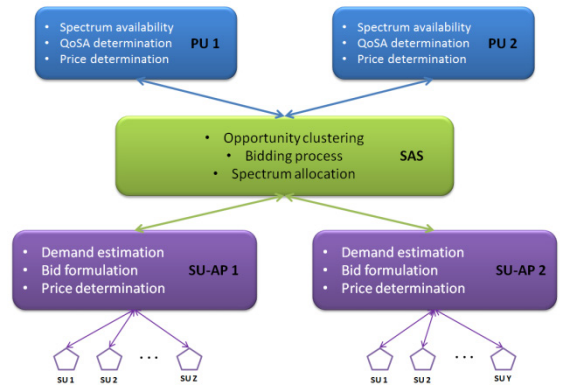 • Spectrum availability
• QoSA determination
• Price determination
PU 1
• Spectrum availability
• QoSA determination
• Price determination
PU 2
• Opportunity clustering
• Bidding process
• Spectrum allocation
SAS
• Demand estimation
• Bid formulation
• Price determination
SU-AP 1
• Demand estimation
• Bid formulation
• Price determination
SU-AP 2
SU 1 SU 2 ... SU Z
SU 1 SU 2 ... SU Y